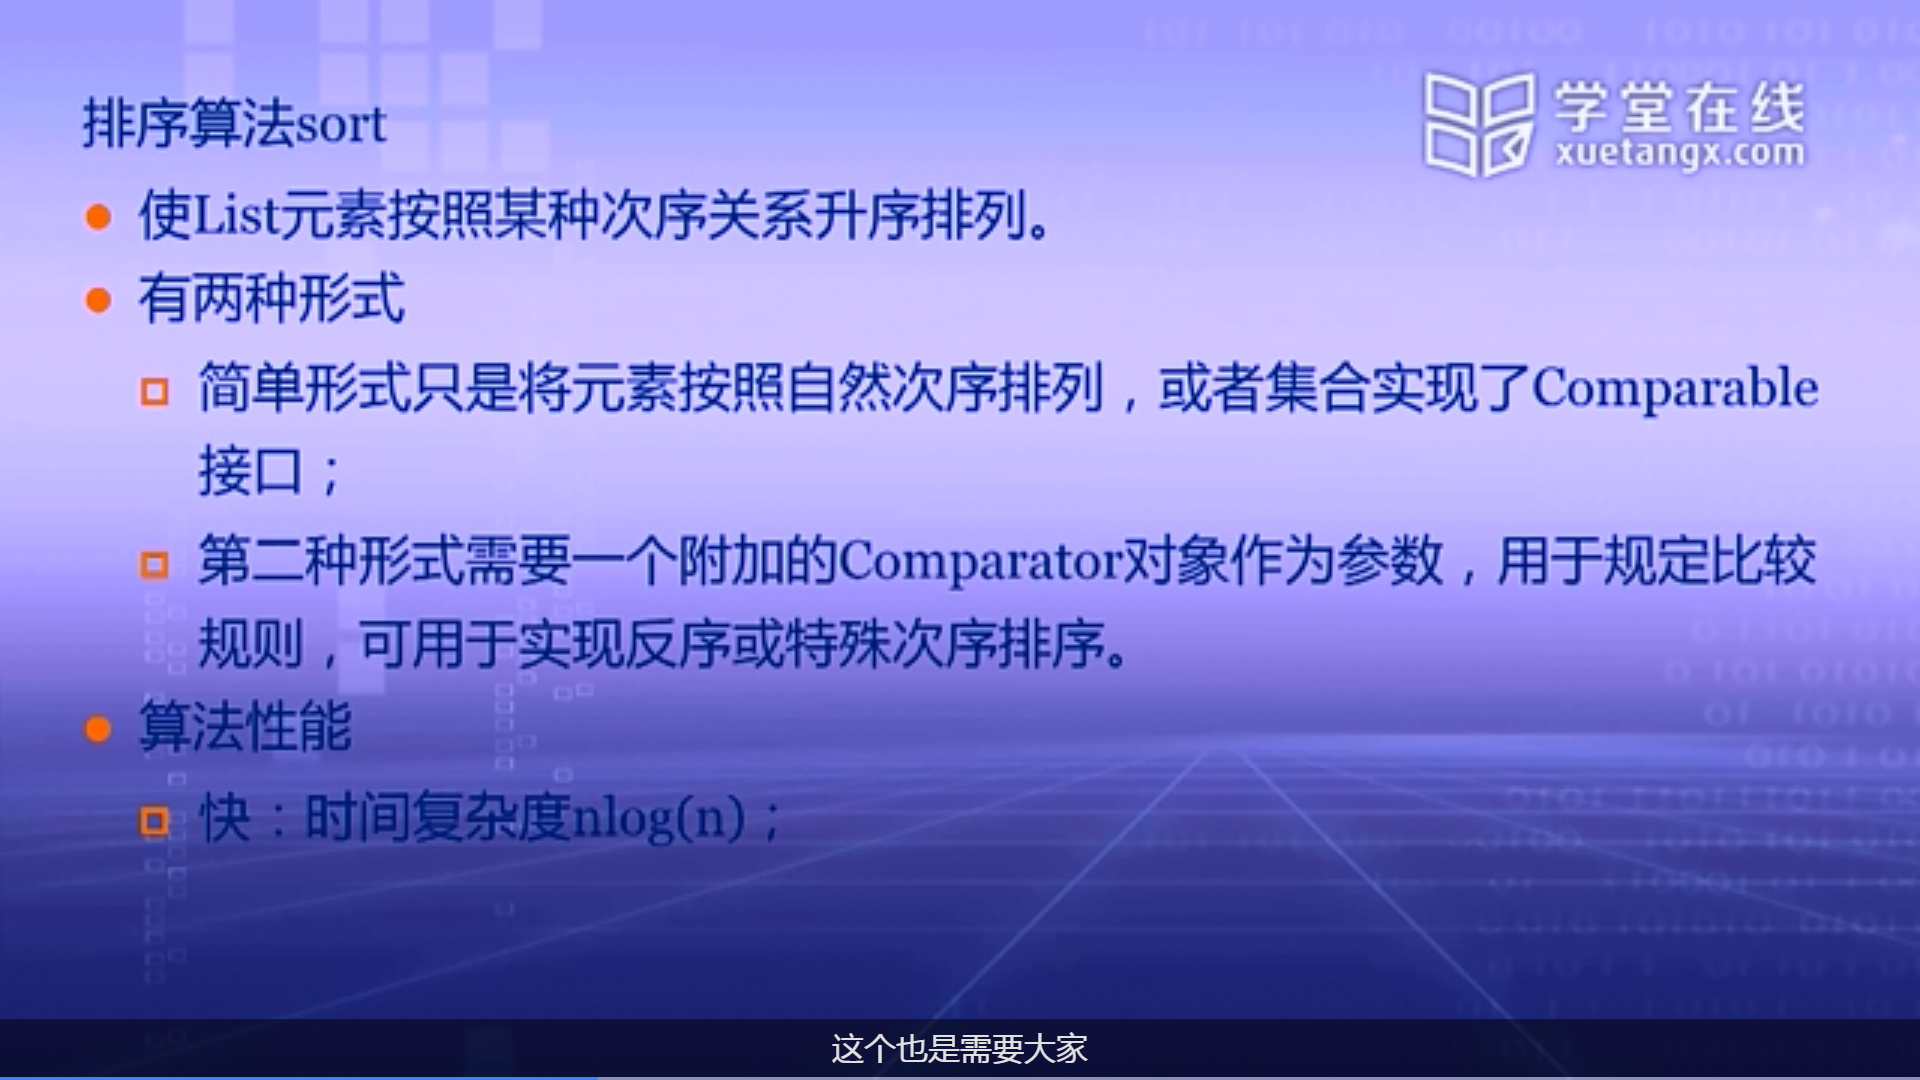 学堂在线
xuetangx.com
排序算法sort
使List元素按照某种次序关系升序排列。
有两种形式
简单形式只是将元素按照自然次序排列，或者集合实现了Comparable
接口；
第二种形式需要一个附加的Comparator对象作为参数，用于规定比较
规则，可用于实现反序或特殊次序排序。
算法性能
快：时间复杂度nlog(n)；
这个也是需要大家